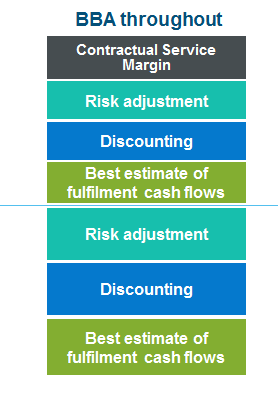 BBA throughout
Contractual Service
Margin
Risk adjustment
Discounting
Best estimate of
fulfilment cash flows
Risk adjustment
Discounting
Best estimate of
fulfilment cash flows